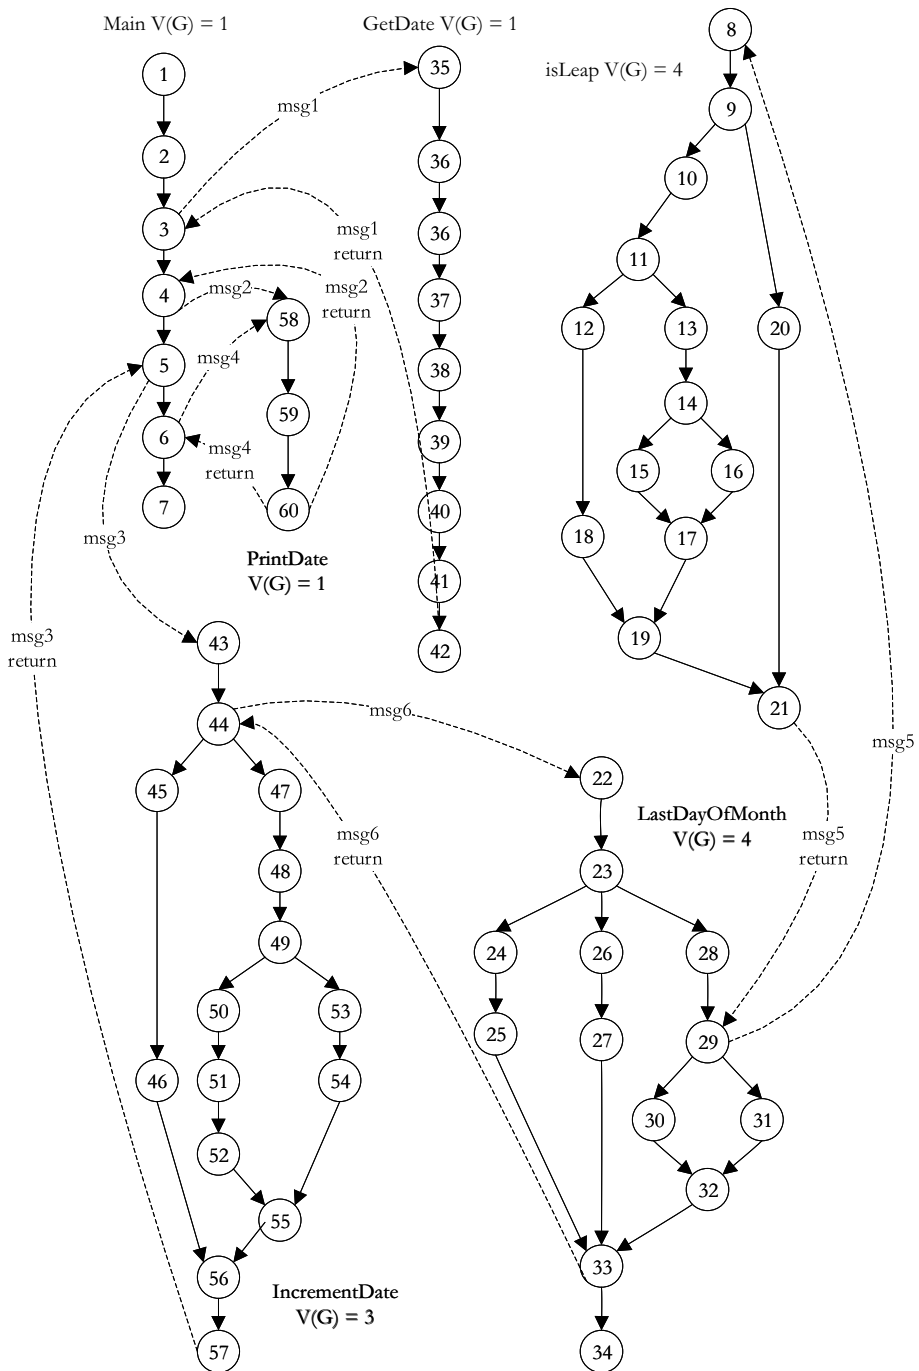 Main V(G) = 1
GetDate V(G) = 1
isLeap V(G) = 4
1
2
3
4
5
6
7
msg1
msg1
return
msg2
msg2
return
58
59
60
msg4
msg4
return
PrintDate
V(G) = 1
35
36
36
37
38
39
40
41
42
8
9
10
11
12
13
20
14
15
16
18
17
19
21
msg3
msg3
return
43
44
45
47
48
49
50
53
51
54
46
52
55
56
57
IncrementDate
V(G) = 3
msg6
msg6
return
msg5
msg5
return
22
LastDayOfMonth
V(G) = 4
23
24
26
28
25
27
29
30
31
32
33
34